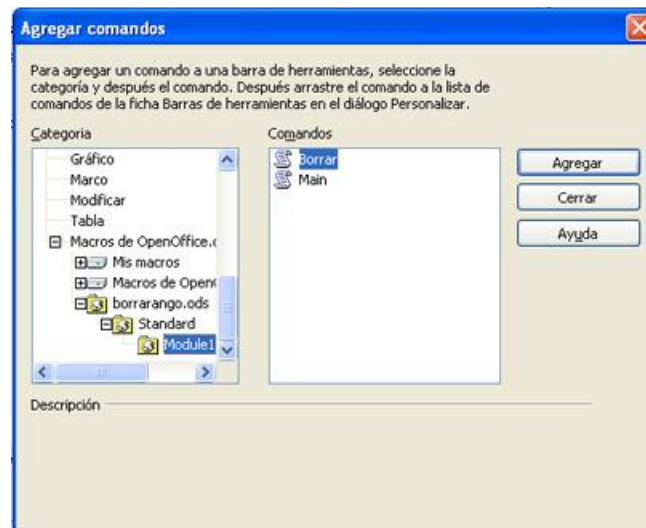 Agregar comandos
Para agregar un comando a una barra de herramientas, seleccione la
categoría y después el comando. Después arrastre el comando a la lista de
comandos de la ficha Barras de herramientas en el diálogo Personalizar.
Categoria
Comandos
Gráfico
Marco
Modificar
Tabla
Macros de OpenOffice.o
Mis macros
Macros de OpenO
borrarango.ods
Standard
Module1
Borrar
Main
Agregar
Cerrar
Ayuda
Descripción